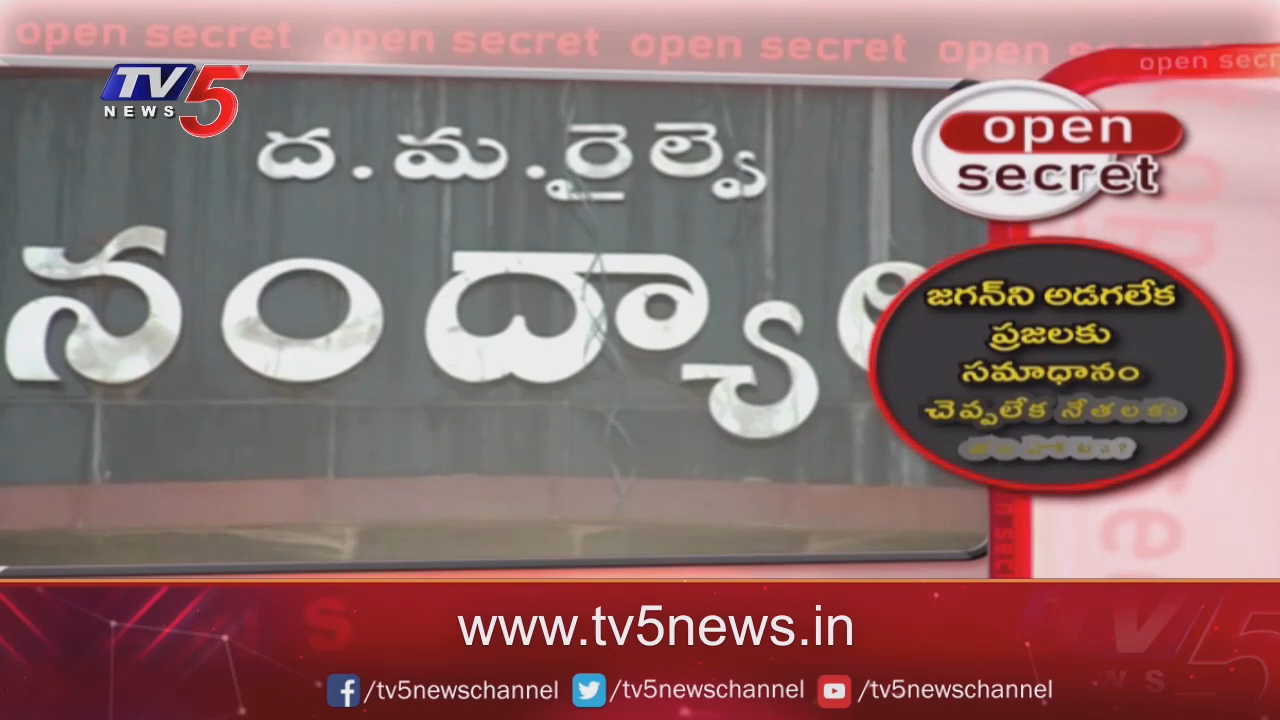 open secret open secret open secret open secret
open secr
TV5
NEWS
open
secret
ద.మ.రైల్వే
నంద్యాల
జగన్‌ని అడగలేక
ప్రజలకు
సమాధానం
చెప్పలేక నేతలకు
www.tv5news.in
/tv5newschannel /tv5newschannel /tv5newschannel